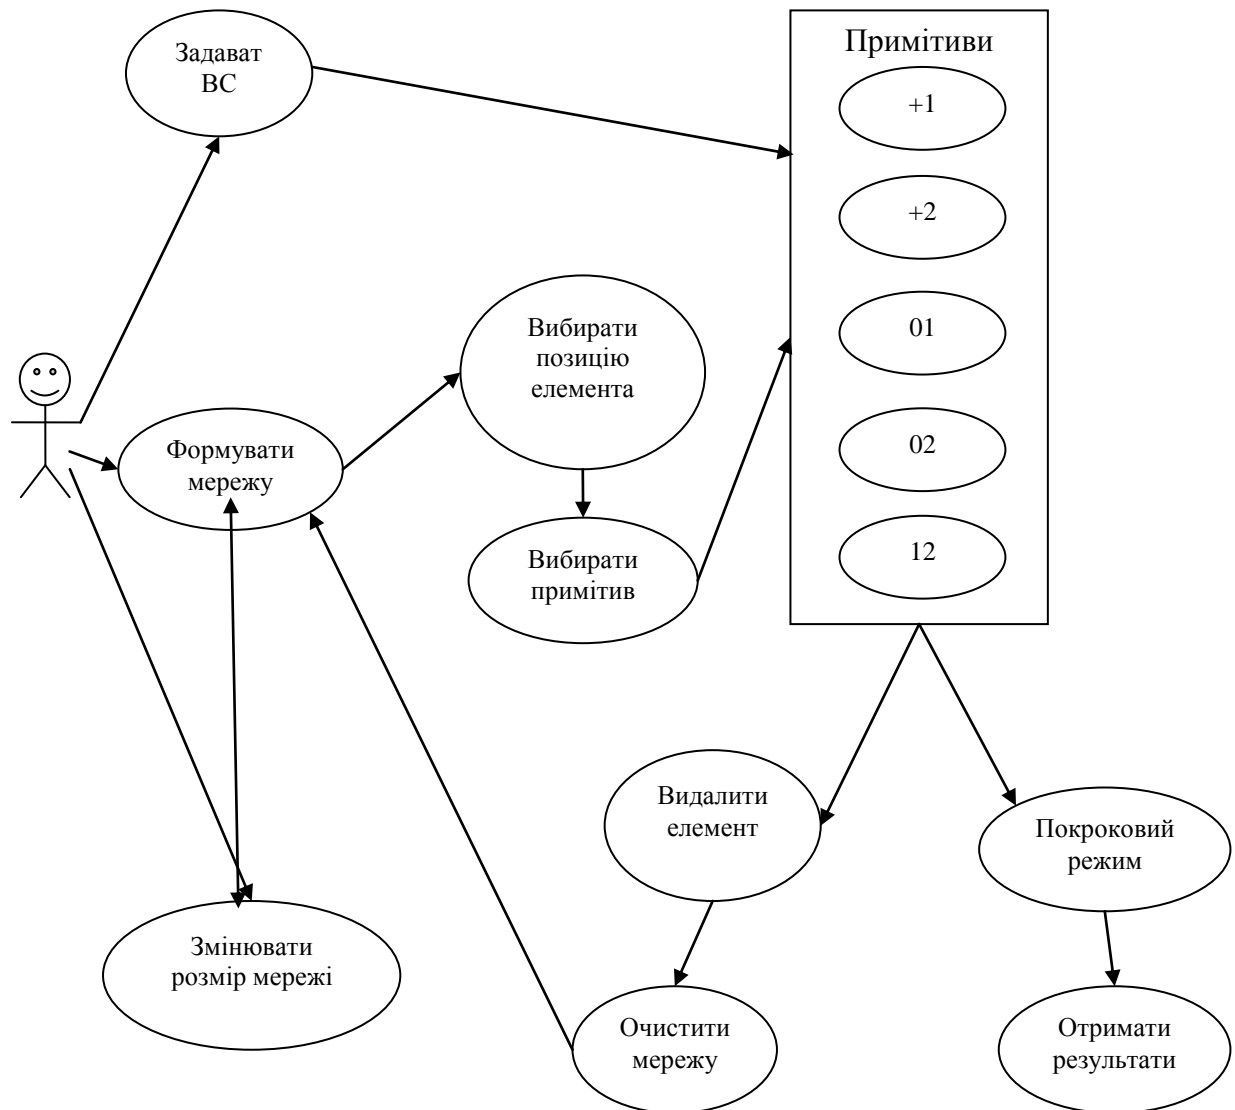 Задават
ВС
Примітиви
+1
+2
01
02
12
Вибирати
позицію
елемента
Формувати
мережу
Вибирати
примітив
Видалити
елемент
Покроковий
режим
Змінювати
розмір мережі
Очистити
мережу
Отримати
результати